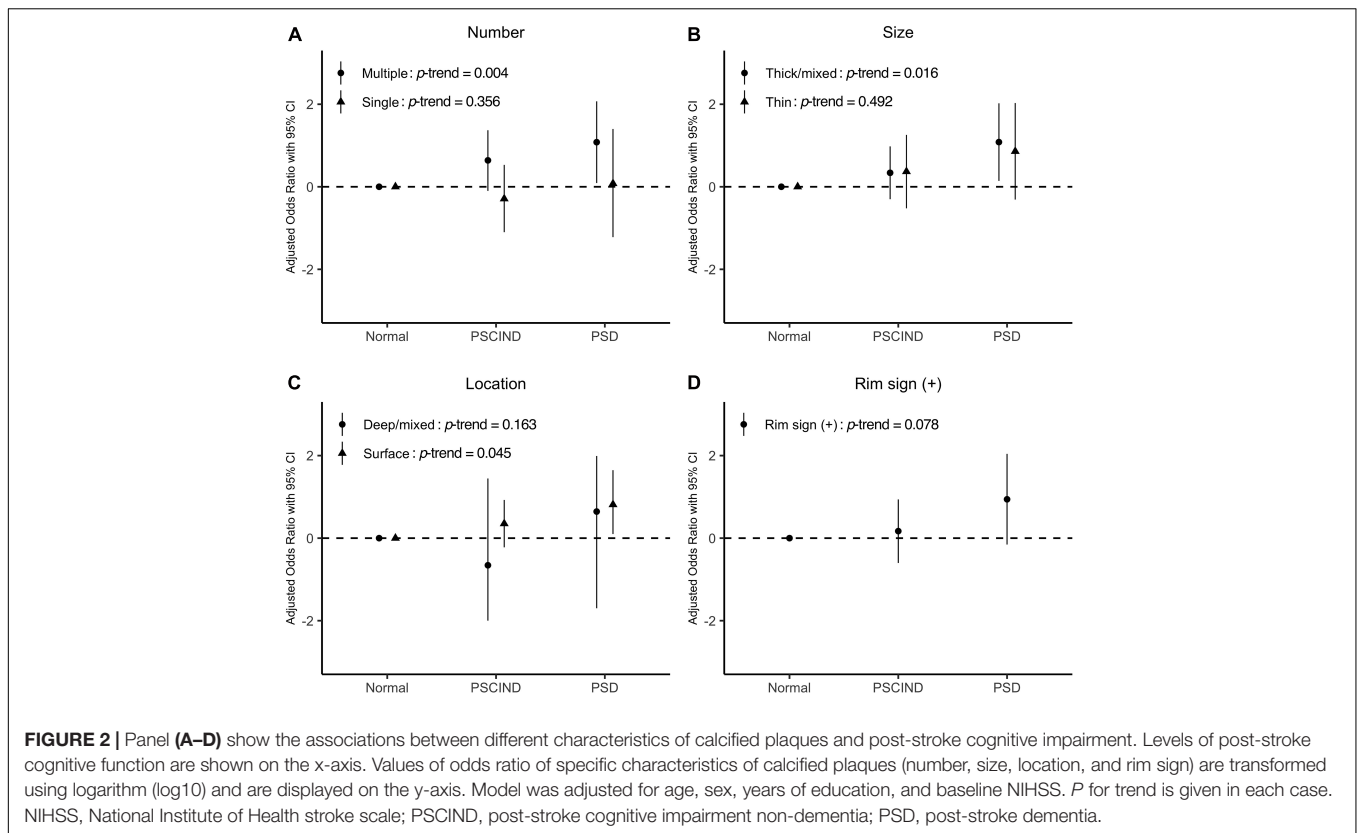 A Number
Adjusted Odds Ratio with 95% CI
Multiple : p-trend = 0.004
Single : p-trend = 0.356
2
0
-2
Normal PSCIND PSD
B Size
Adjusted Odds Ratio with 95% CI
Thick/mixed : p-trend = 0.016
Thin : p-trend = 0.492
2
0
-2
Normal PSCIND PSD
C Location
Adjusted Odds Ratio with 95% CI
Deep/mixed : p-trend = 0.163
Surface : p-trend = 0.045
2
0
-2
Normal PSCIND PSD
D Rim sign (+)
Adjusted Odds Ratio with 95% CI
Rim sign (+) : p-trend = 0.078
2
0
-2
Normal PSCIND PSD
FIGURE 2 | Panel (A–D) show the associations between different characteristics of calcified plaques and post-stroke cognitive impairment. Levels of post-stroke
cognitive function are shown on the x-axis. Values of odds ratio of specific characteristics of calcified plaques (number, size, location, and rim sign) are transformed
using logarithm (log10) and are displayed on the y-axis. Model was adjusted for age, sex, years of education, and baseline NIHSS. P for trend is given in each case.
NIHSS, National Institute of Health stroke scale; PSCIND, post-stroke cognitive impairment non-dementia; PSD, post-stroke dementia.